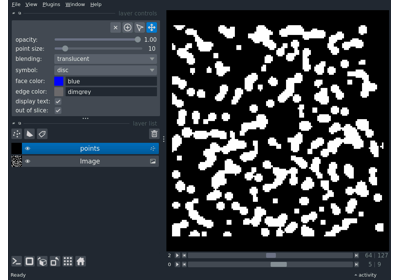 File View Plugins Window Help
layer controls
opacity: 1.00
point size: 10
blending: translucent
symbol: disc
face color: blue
edge color: dimgrey
display text:
out of slice:
layer list
points
Image
2 64 127
0 5 9
activity